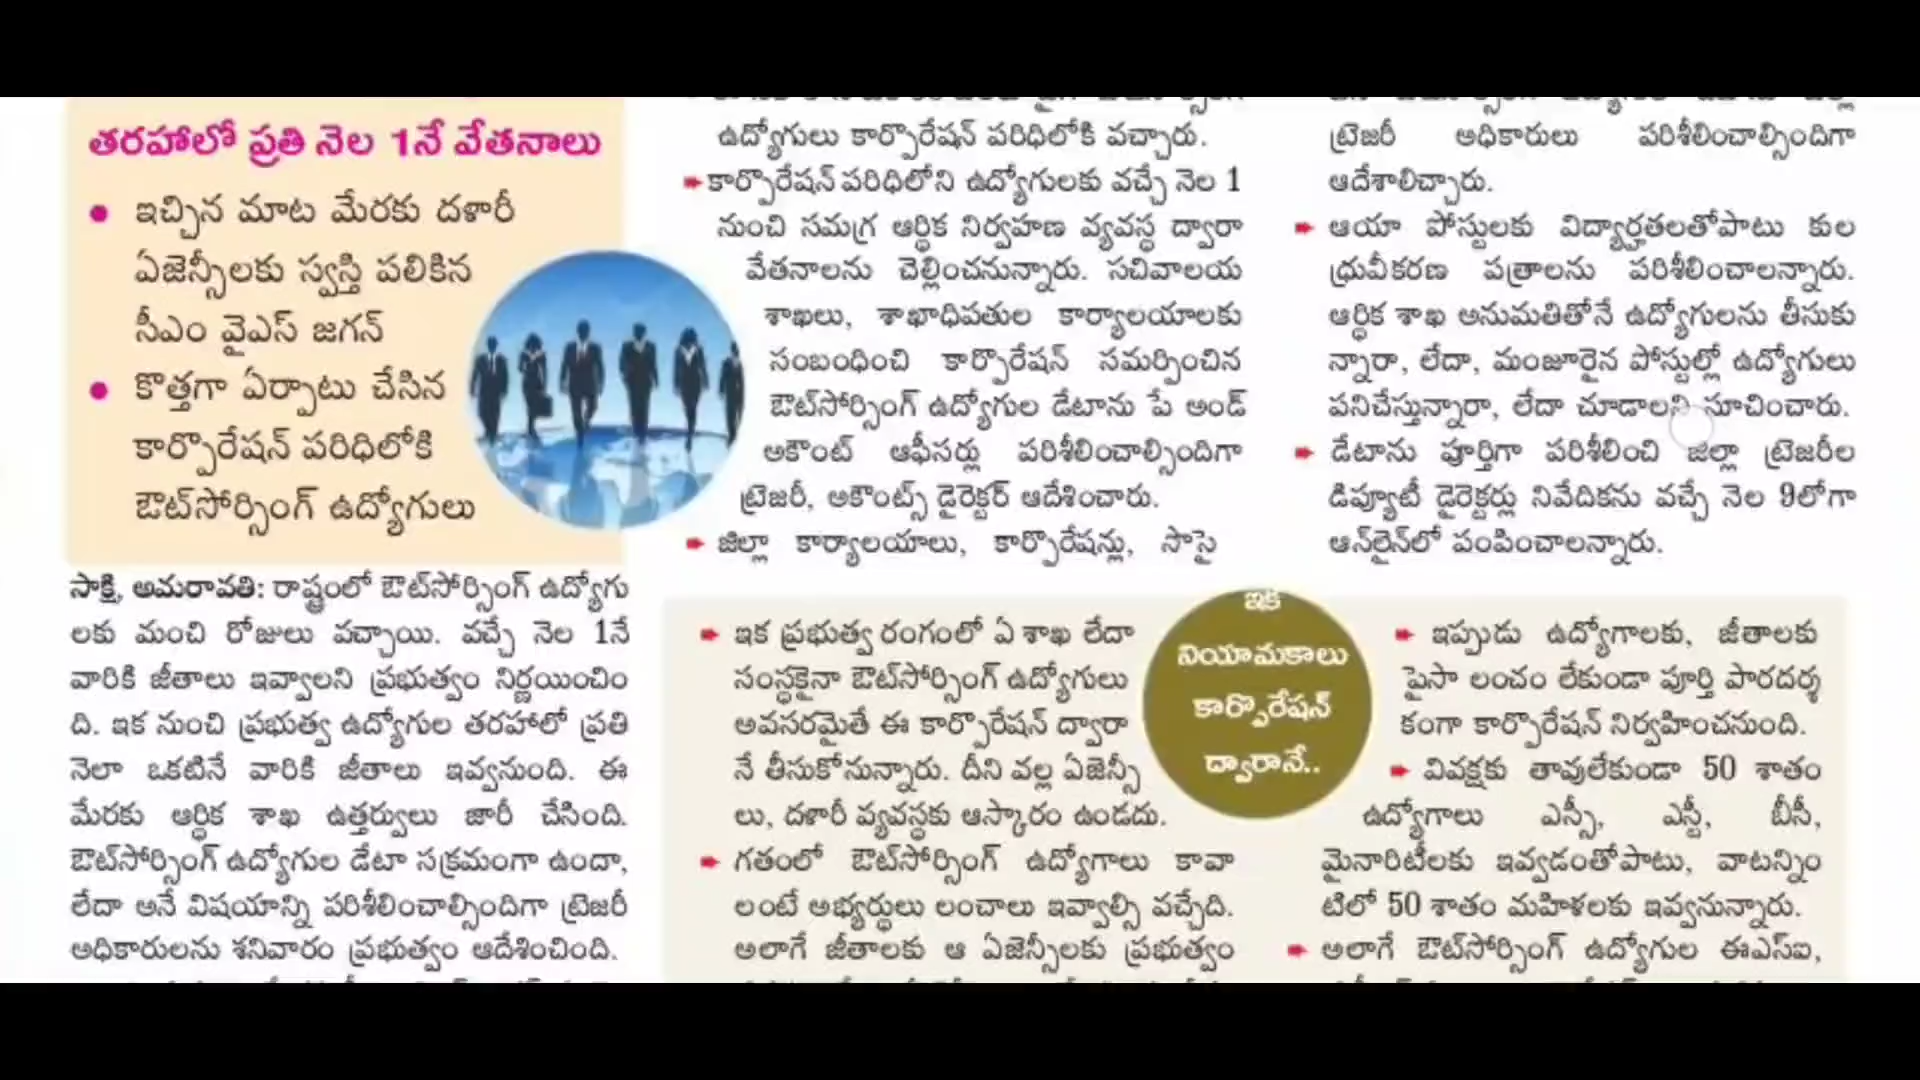 తరహాలో ప్రతి నెల 1నే వేతనాలు
ఇచ్చిన మాట మేరకు దళారీ
ఏజెన్సీలకు స్వస్తి పలికిన
సీఎం వైఎస్ జగన్
కొత్తగా ఏర్పాటు చేసిన
కార్పొరేషన్ పరిధిలోకి
ఔట్‌సోర్సింగ్ ఉద్యోగులు
సాక్షి, అమరావతి: రాష్ట్రంలో ఔట్‌సోర్సింగ్ ఉద్యోగు
లకు మంచి రోజులు వచ్చాయి. వచ్చే నెల 1నే
వారికి జీతాలు ఇవ్వాలని ప్రభుత్వం నిర్ణయించిం
ది. ఇక నుంచి ప్రభుత్వ ఉద్యోగుల తరహాలో ప్రతి
నెలా ఒకటినే వారికి జీతాలు ఇవ్వనుంది. ఈ
మేరకు ఆర్థిక శాఖ ఉత్తర్వులు జారీ చేసింది.
ఔట్‌సోర్సింగ్ ఉద్యోగుల డేటా సక్రమంగా ఉందా,
లేదా అనే విషయాన్ని పరిశీలించాల్సిందిగా ట్రెజరీ
అధికారులను శనివారం ప్రభుత్వం ఆదేశించింది.
ఉద్యోగులు కార్పొరేషన్ పరిధిలోకి వచ్చారు.
కార్పొరేషన్ పరిధిలోని ఉద్యోగులకు వచ్చే నెల 1
నుంచి సమగ్ర ఆర్థిక నిర్వహణ వ్యవస్థ ద్వారా
వేతనాలను చెల్లించనున్నారు. సచివాలయ
శాఖలు, శాఖాధిపతుల కార్యాలయాలకు
సంబంధించి కార్పొరేషన్ సమర్పించిన
ఔట్‌సోర్సింగ్ ఉద్యోగుల డేటాను పే అండ్
అకౌంట్ ఆఫీసర్లు పరిశీలించాల్సిందిగా
ట్రెజరీ, అకౌంట్స్ డైరెక్టర్ ఆదేశించారు.
జిల్లా కార్యాలయాలు, కార్పొరేషన్లు, సొసై
ట్రెజరీ అధికారులు పరిశీలించాల్సిందిగా
ఆదేశాలిచ్చారు.
ఆయా పోస్టులకు విద్యార్హతలతోపాటు కుల
ధ్రువీకరణ పత్రాలను పరిశీలించాలన్నారు.
ఆర్థిక శాఖ అనుమతితోనే ఉద్యోగులను తీసుకు
న్నారా, లేదా, మంజూరైన పోస్టుల్లో ఉద్యోగులు
పనిచేస్తున్నారా, లేదా చూడాలని సూచించారు.
డేటాను పూర్తిగా పరిశీలించి జిల్లా ట్రెజరీల
డిప్యూటీ డైరెక్టర్లు నివేదికను వచ్చే నెల 9లోగా
ఆన్‌లైన్‌లో పంపించాలన్నారు.
ఇక
నియామకాలు
కార్పొరేషన్
ద్వారానే..
ఇక ప్రభుత్వ రంగంలో ఏ శాఖ లేదా
సంస్థకైనా ఔట్‌సోర్సింగ్ ఉద్యోగులు
అవసరమైతే ఈ కార్పొరేషన్ ద్వారా
నే తీసుకోనున్నారు. దీని వల్ల ఏజెన్సీ
లు, దళారీ వ్యవస్థకు ఆస్కారం ఉండదు.
గతంలో ఔట్‌సోర్సింగ్ ఉద్యోగాలు కావా
లంటే అభ్యర్థులు లంచాలు ఇవ్వాల్సి వచ్చేది.
అలాగే జీతాలకు ఆ ఏజెన్సీలకు ప్రభుత్వం
ఇప్పుడు ఉద్యోగాలకు, జీతాలకు
పైసా లంచం లేకుండా పూర్తి పారదర్శ
కంగా కార్పొరేషన్ నిర్వహించనుంది.
వివక్షకు తావులేకుండా 50 శాతం
ఉద్యోగాలు ఎస్సీ, ఎస్టీ, బీసీ,
మైనారిటీలకు ఇవ్వడంతోపాటు, వాటన్నిం
టిలో 50 శాతం మహిళలకు ఇవ్వనున్నారు.
అలాగే ఔట్‌సోర్సింగ్ ఉద్యోగుల ఈఎస్ఐ,